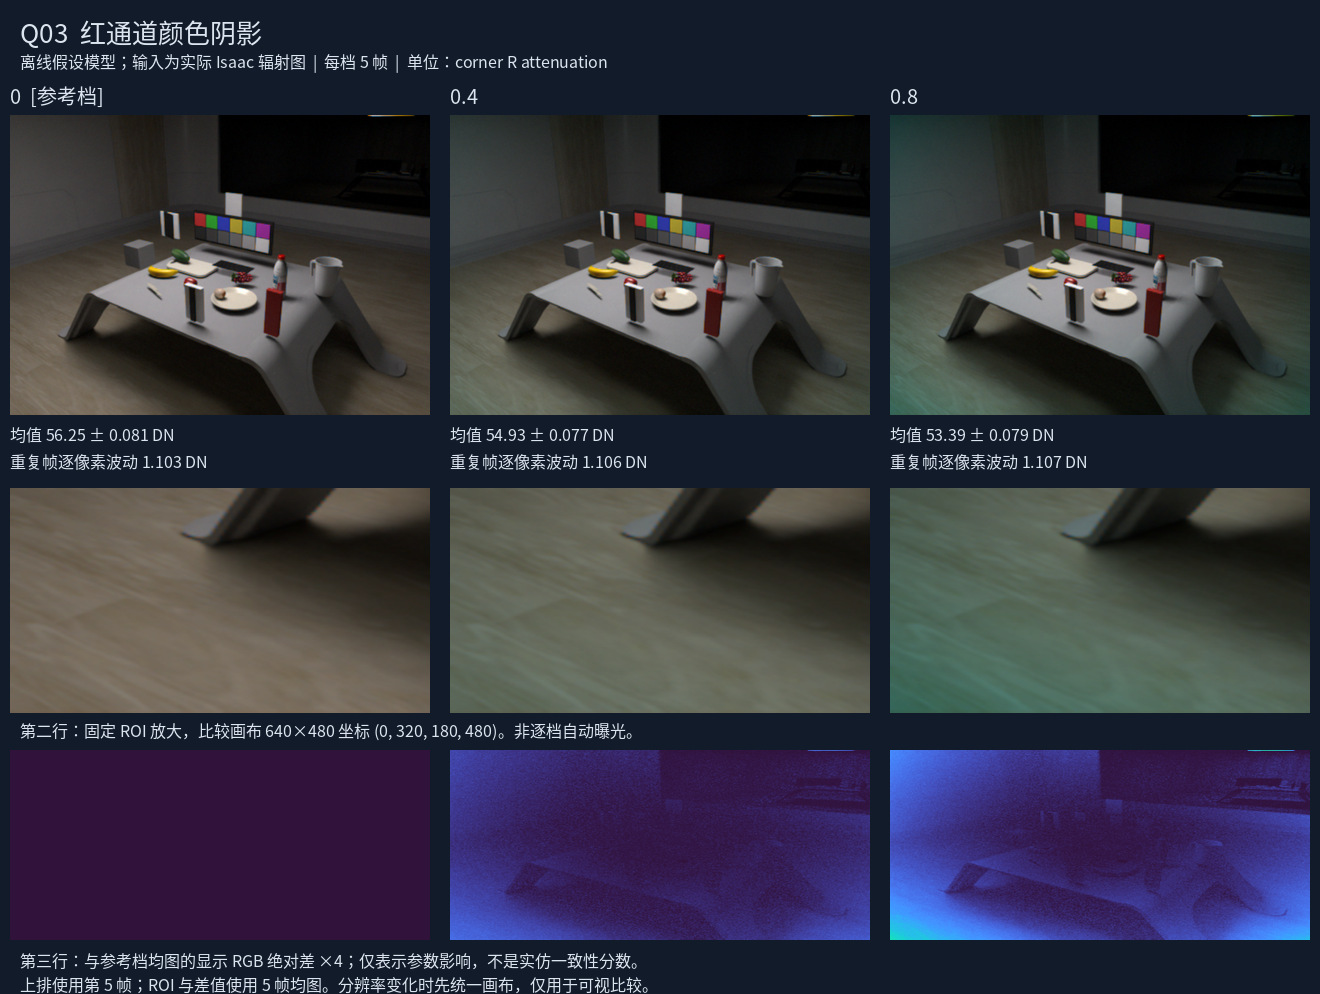 Q03 红通道颜色阴影
离线假设模型；输入为实际 Isaac 辐射图 | 每档 5 帧 | 单位：corner R attenuation
0 [参考档]
0.4
0.8
均值 56.25 ± 0.081 DN
重复帧逐像素波动 1.103 DN
均值 54.93 ± 0.077 DN
重复帧逐像素波动 1.106 DN
均值 53.39 ± 0.079 DN
重复帧逐像素波动 1.107 DN
第二行：固定 ROI 放大，比较画布 640×480 坐标 (0, 320, 180, 480)。非逐档自动曝光。
第三行：与参考档均图的显示 RGB 绝对差 ×4；仅表示参数影响，不是实仿一致性分数。
上排使用第 5 帧；ROI 与差值使用 5 帧均图。分辨率变化时先统一画布，仅用于可视比较。